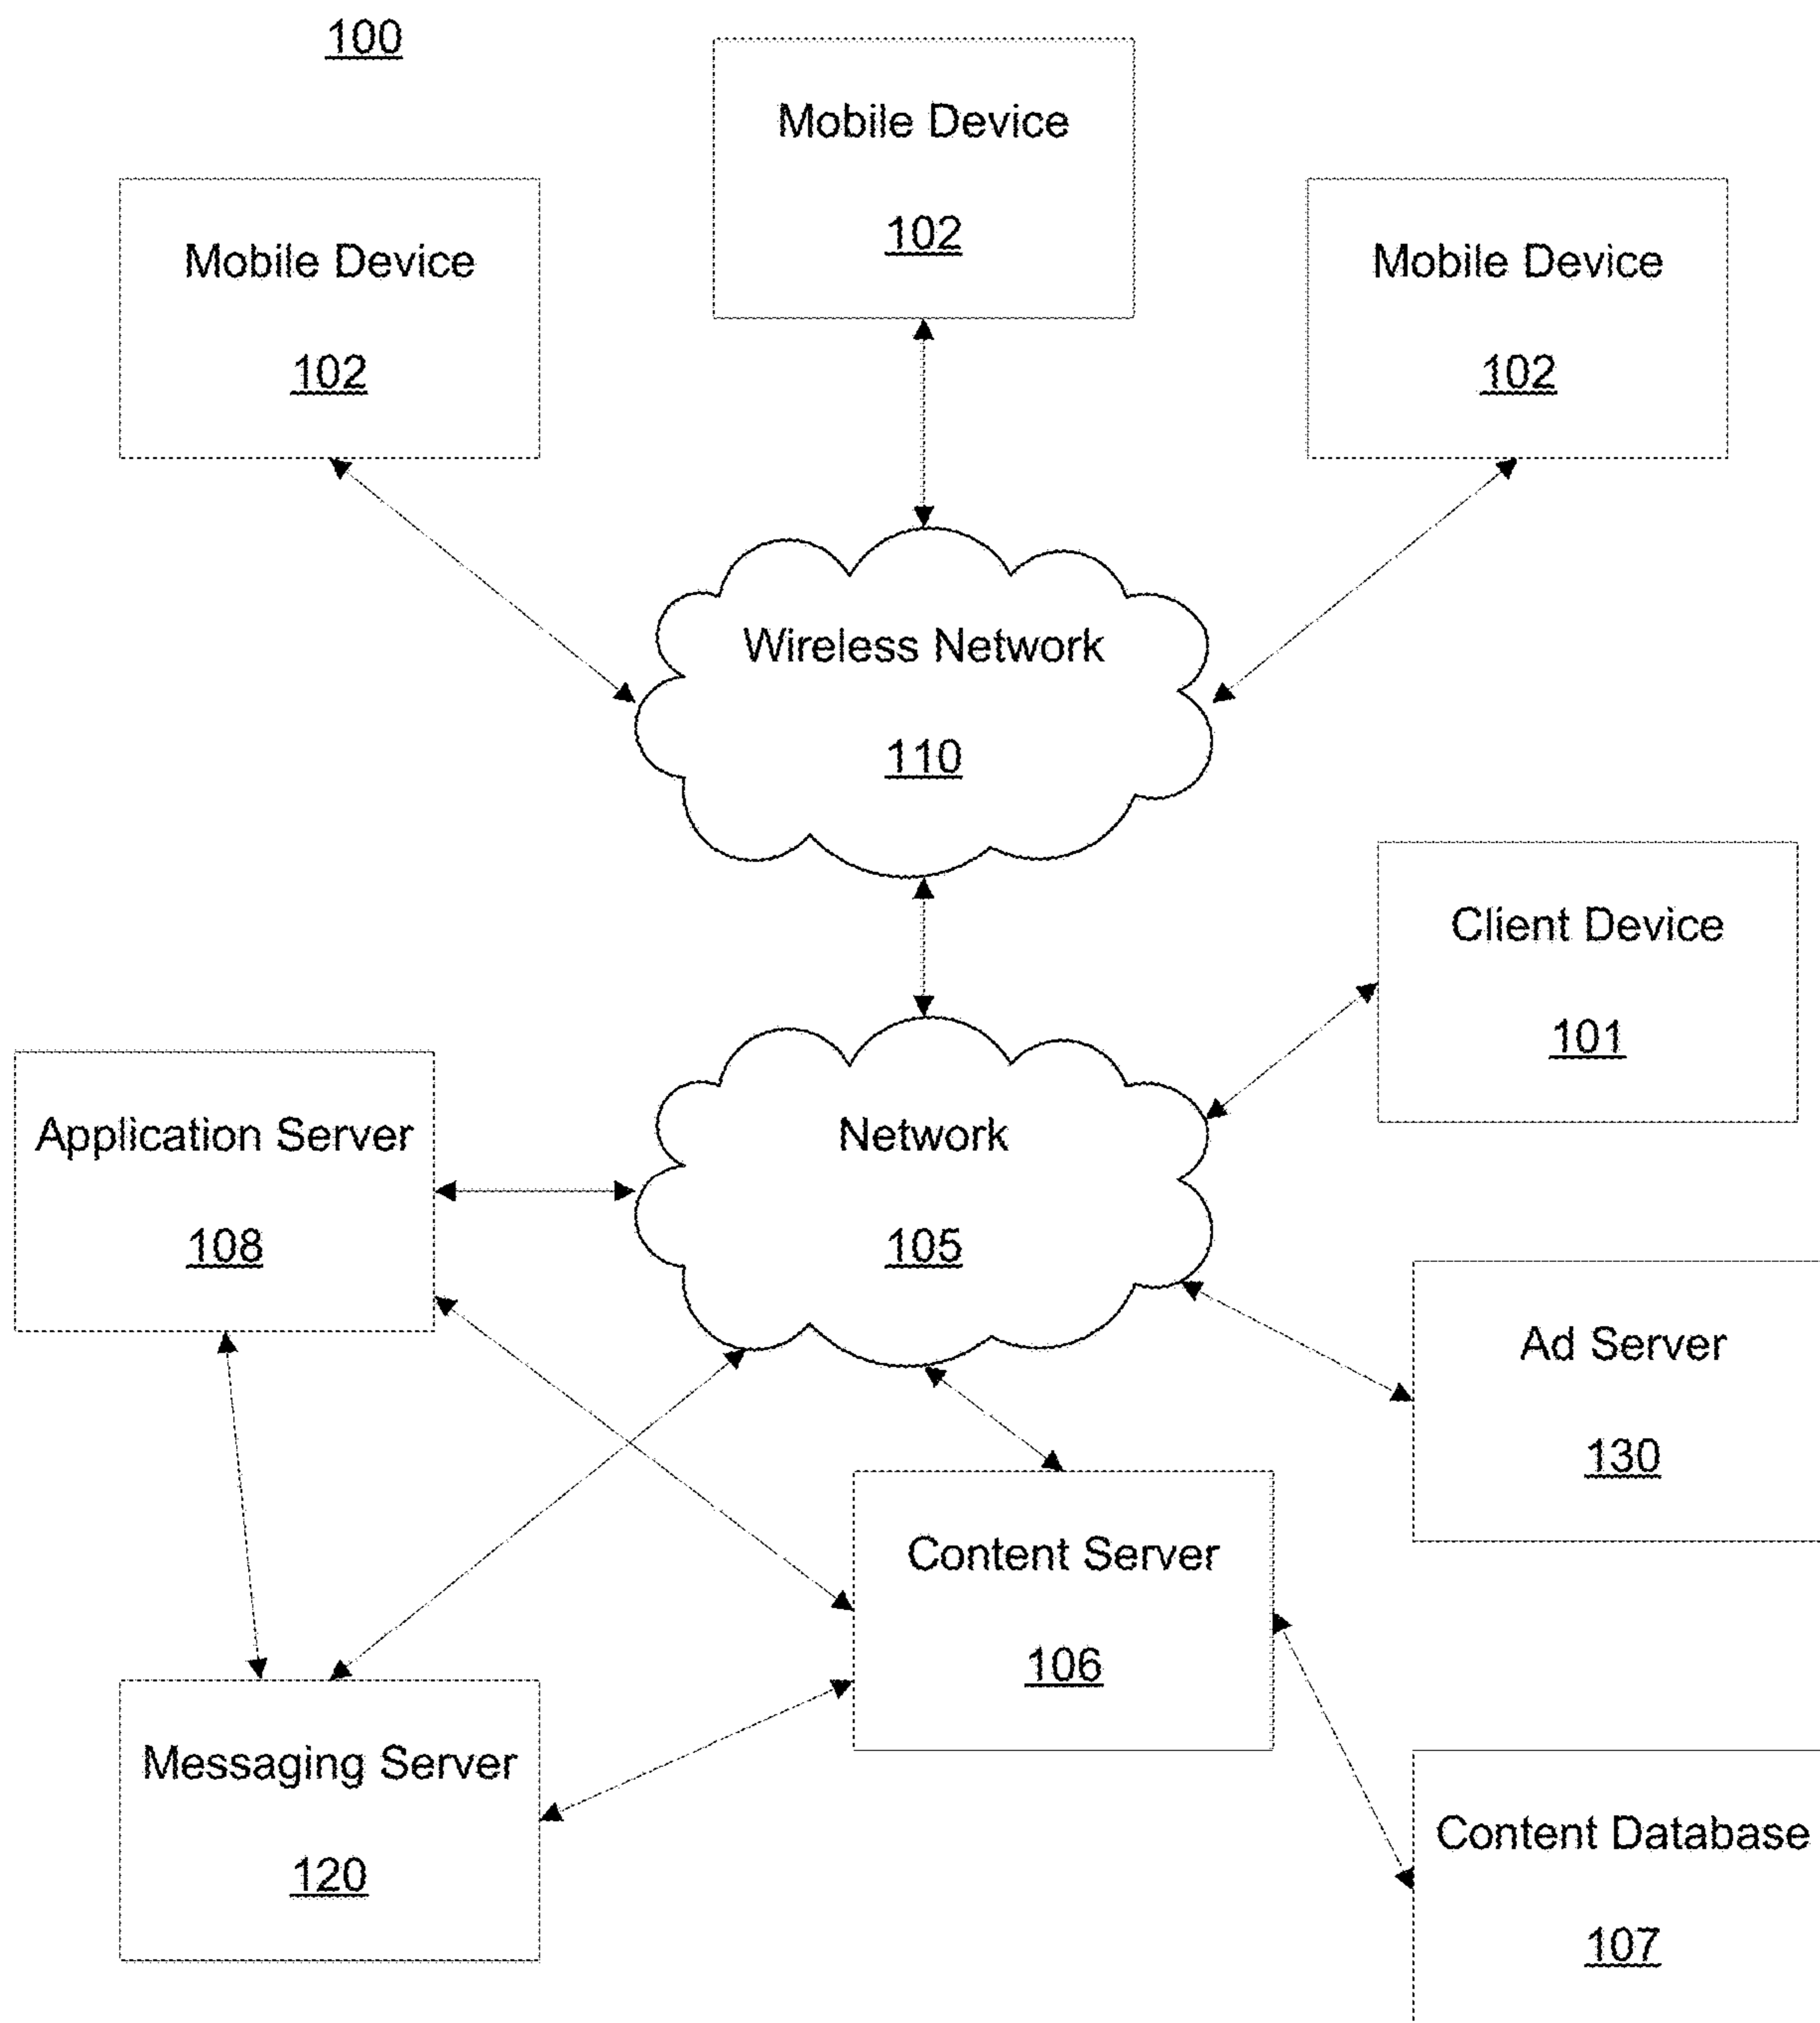 100
Mobile Device
102
Mobile Device
102
Mobile Device
102
Wireless Network
110
Client Device
101
Application Server
108
Network
105
Ad Server
130
Content Server
106
Messaging Server
120
Content Database
107